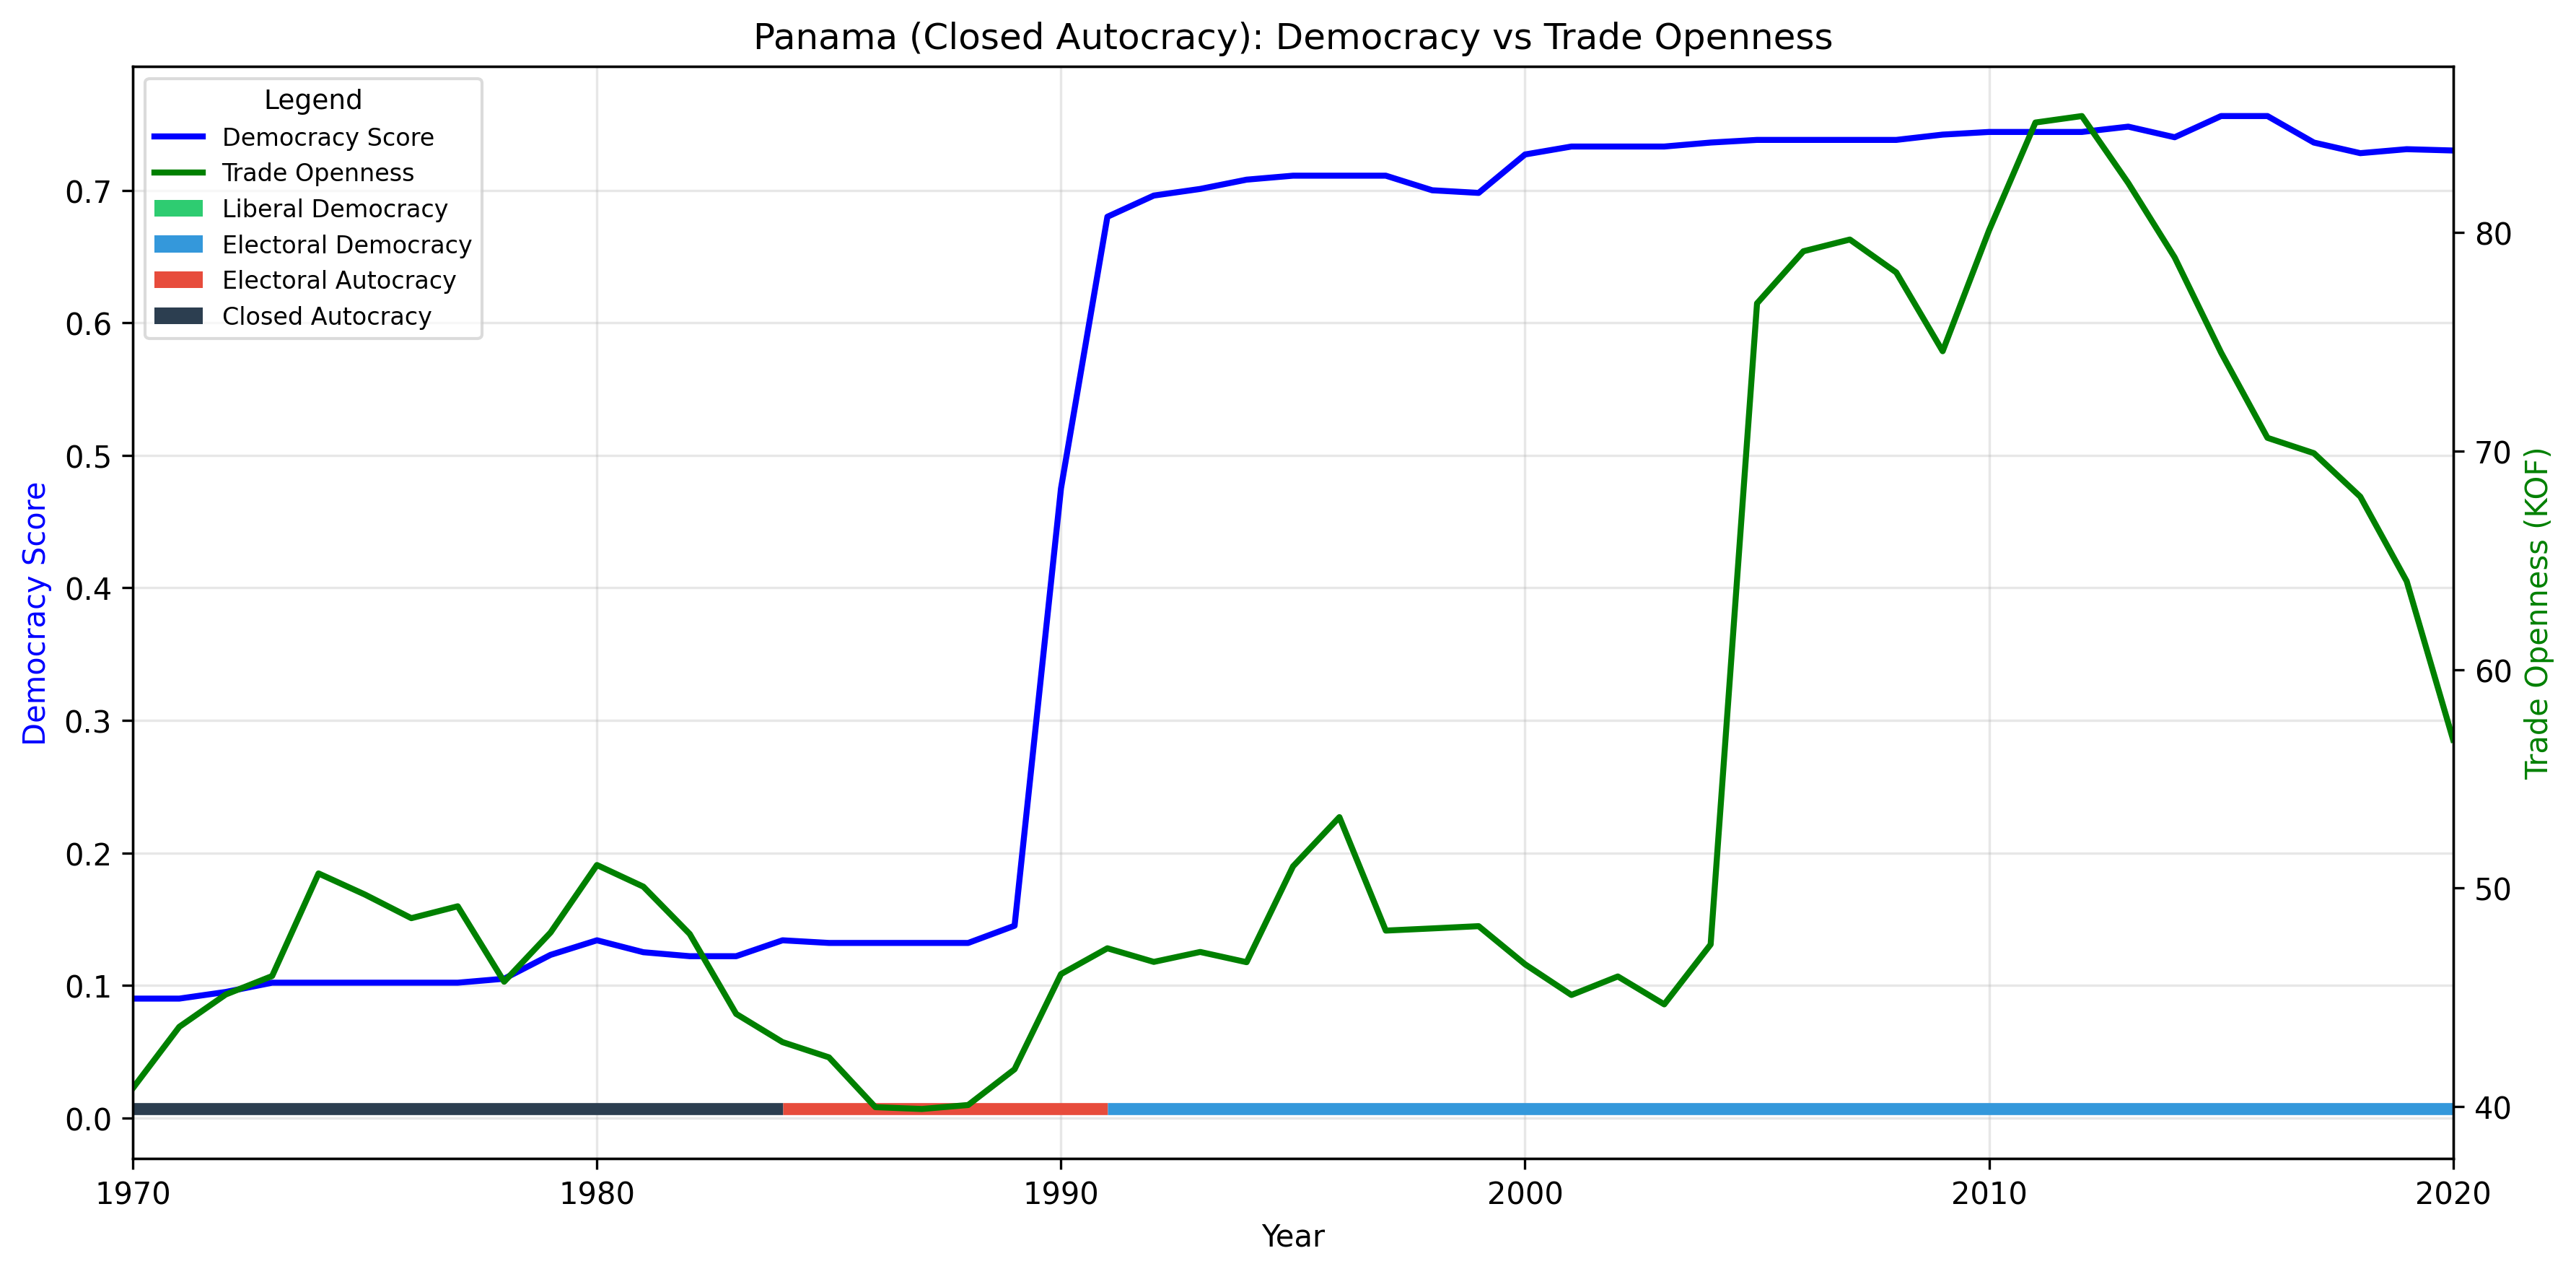 Panama (Closed Autocracy): Democracy vs Trade Openness
Legend
Democracy Score
Trade Openness
Liberal Democracy
Electoral Democracy
Electoral Autocracy
Closed Autocracy
Democracy Score
0.7
0.6
0.5
0.4
0.3
0.2
0.1
0.0
80
70
60
50
40
Trade Openness (KOF)
1970 1980 1990 2000 2010 2020
Year